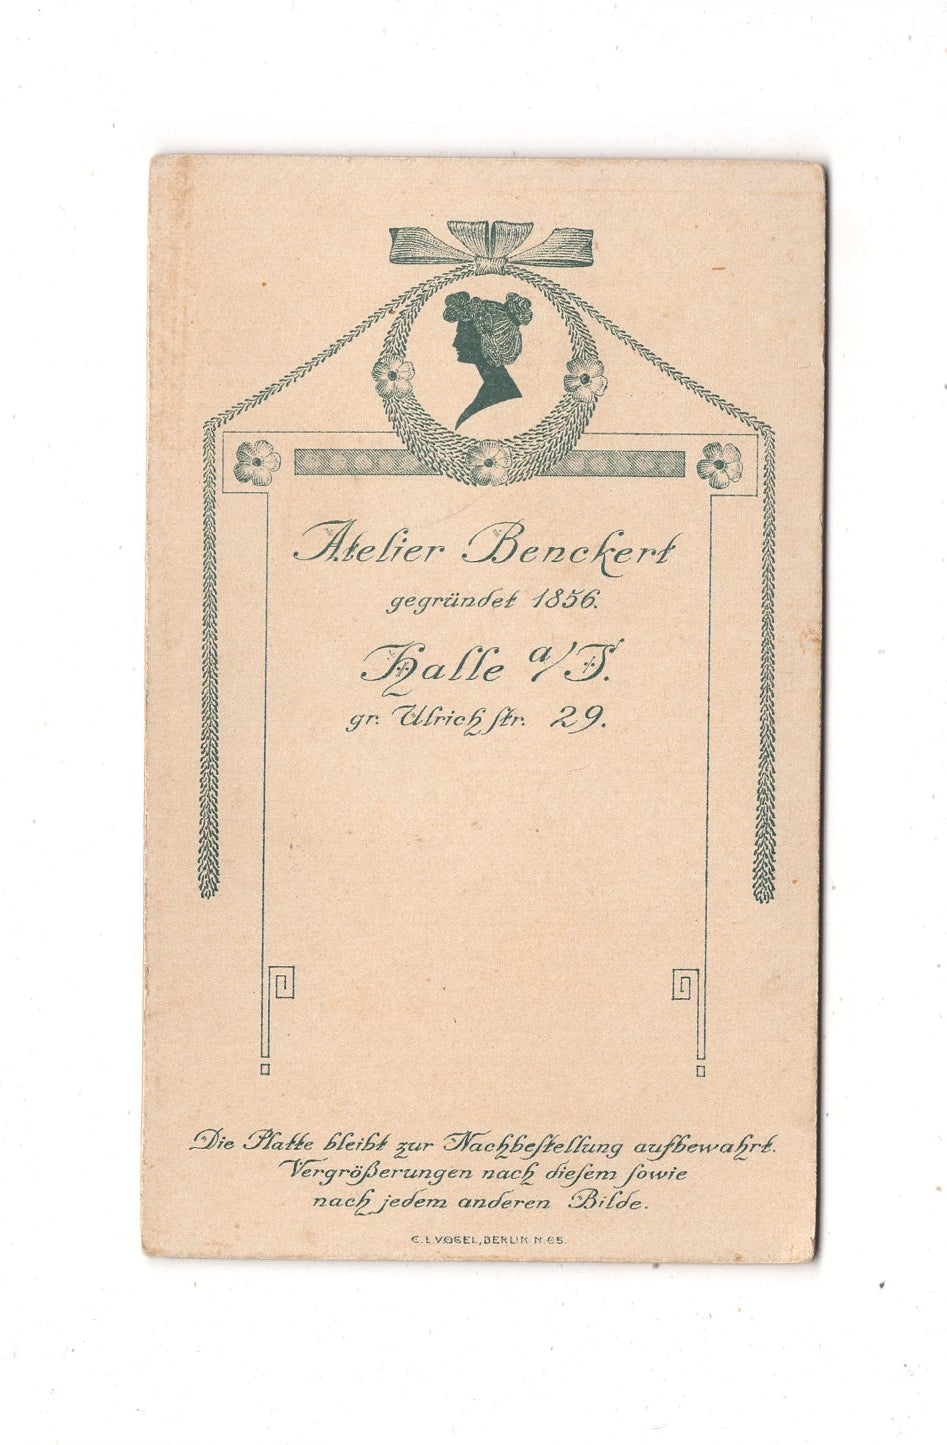 Atelier Benckert
gegründet 1856.
Halle a/S.
gr. Ulrichstr. 29.
Die Platte bleibt zur Nachbestellung aufbewahrt.
Vergrößerungen nach diesem sowie
nach jedem anderen Bilde.
C. L VOGEL, BERLIN N. 65.